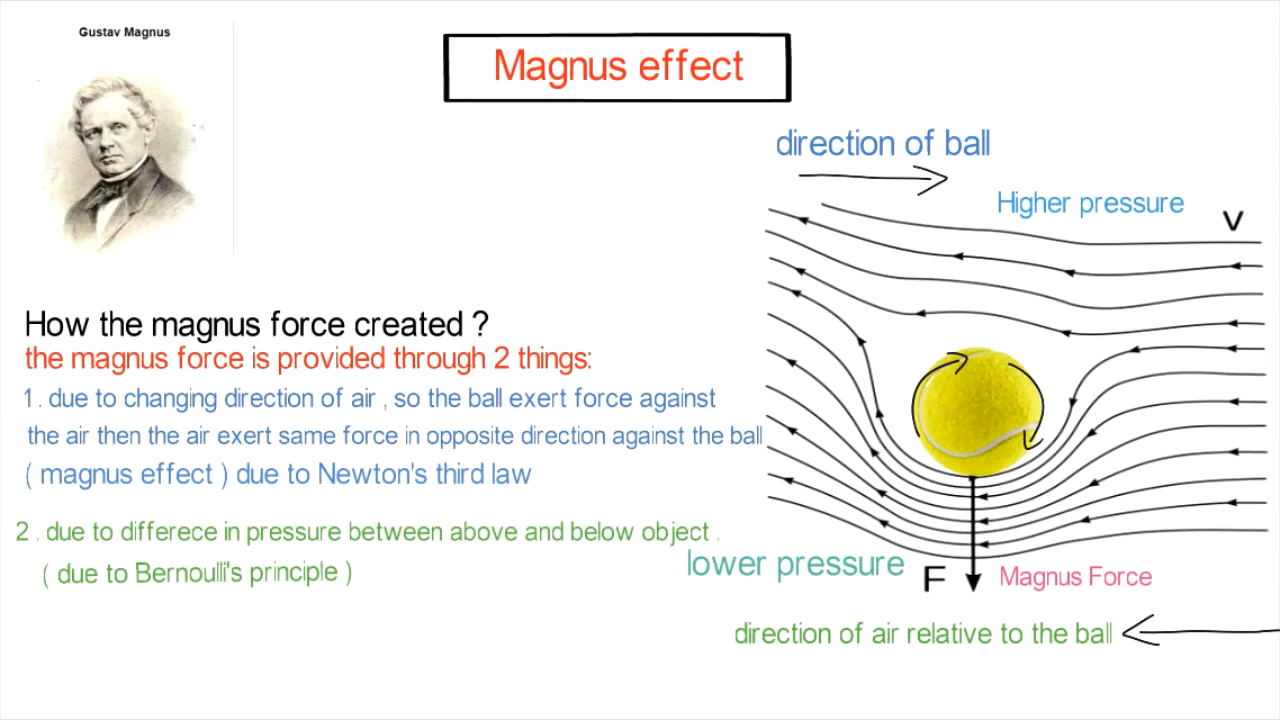 Gustav Magnus
Magnus effect
direction of ball
Higher pressure
V
How the magnus force created ?
the magnus force is provided through 2 things:
1 . due to changing direction of air , so the ball exert force against
the air then the air exert same force in opposite direction against the ball
( magnus effect ) due to Newton's third law
2 . due to differece in pressure between above and below object .
( due to Bernoulli's principle )
lower pressure
F
Magnus Force
direction of air relative to the ball